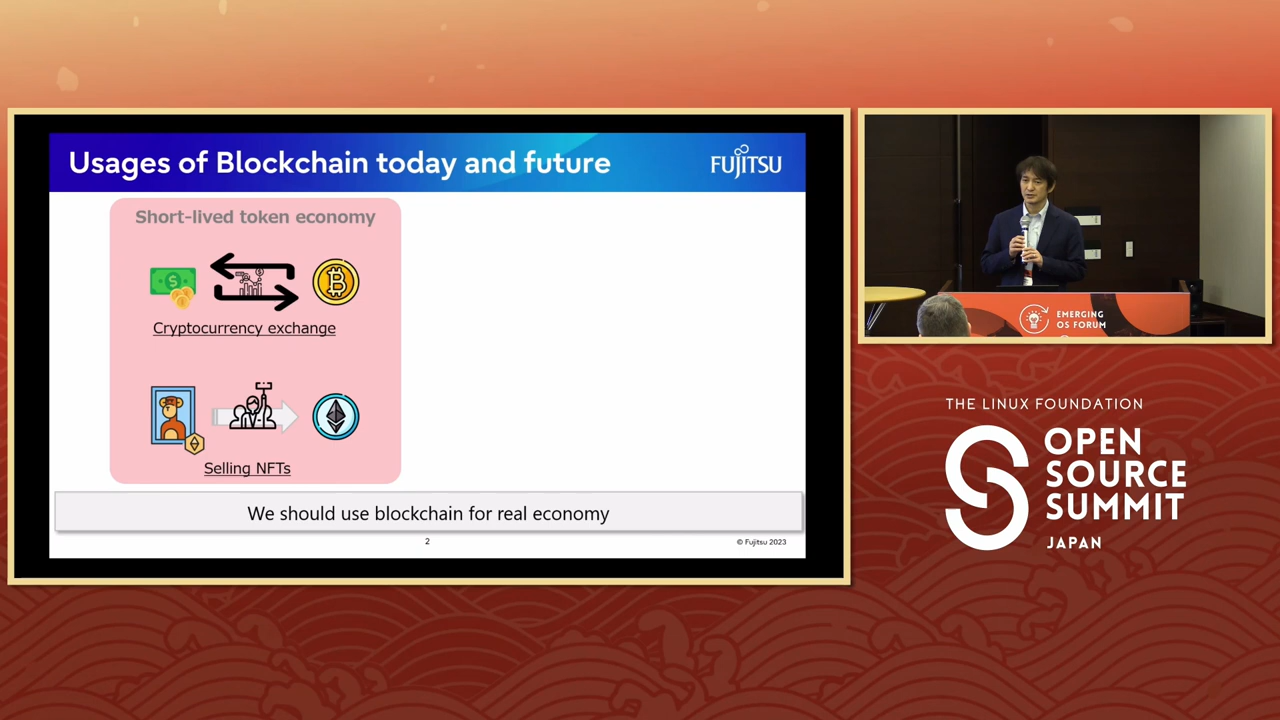 Usages of Blockchain today and future
FUJITSU
Short-lived token economy
Cryptocurrency exchange
Selling NFTs
We should use blockchain for real economy
2
© Fujitsu 2023
EMERGING
OS FORUM
THE LINUX FOUNDATION
OPEN
SOURCE
SUMMIT
JAPAN